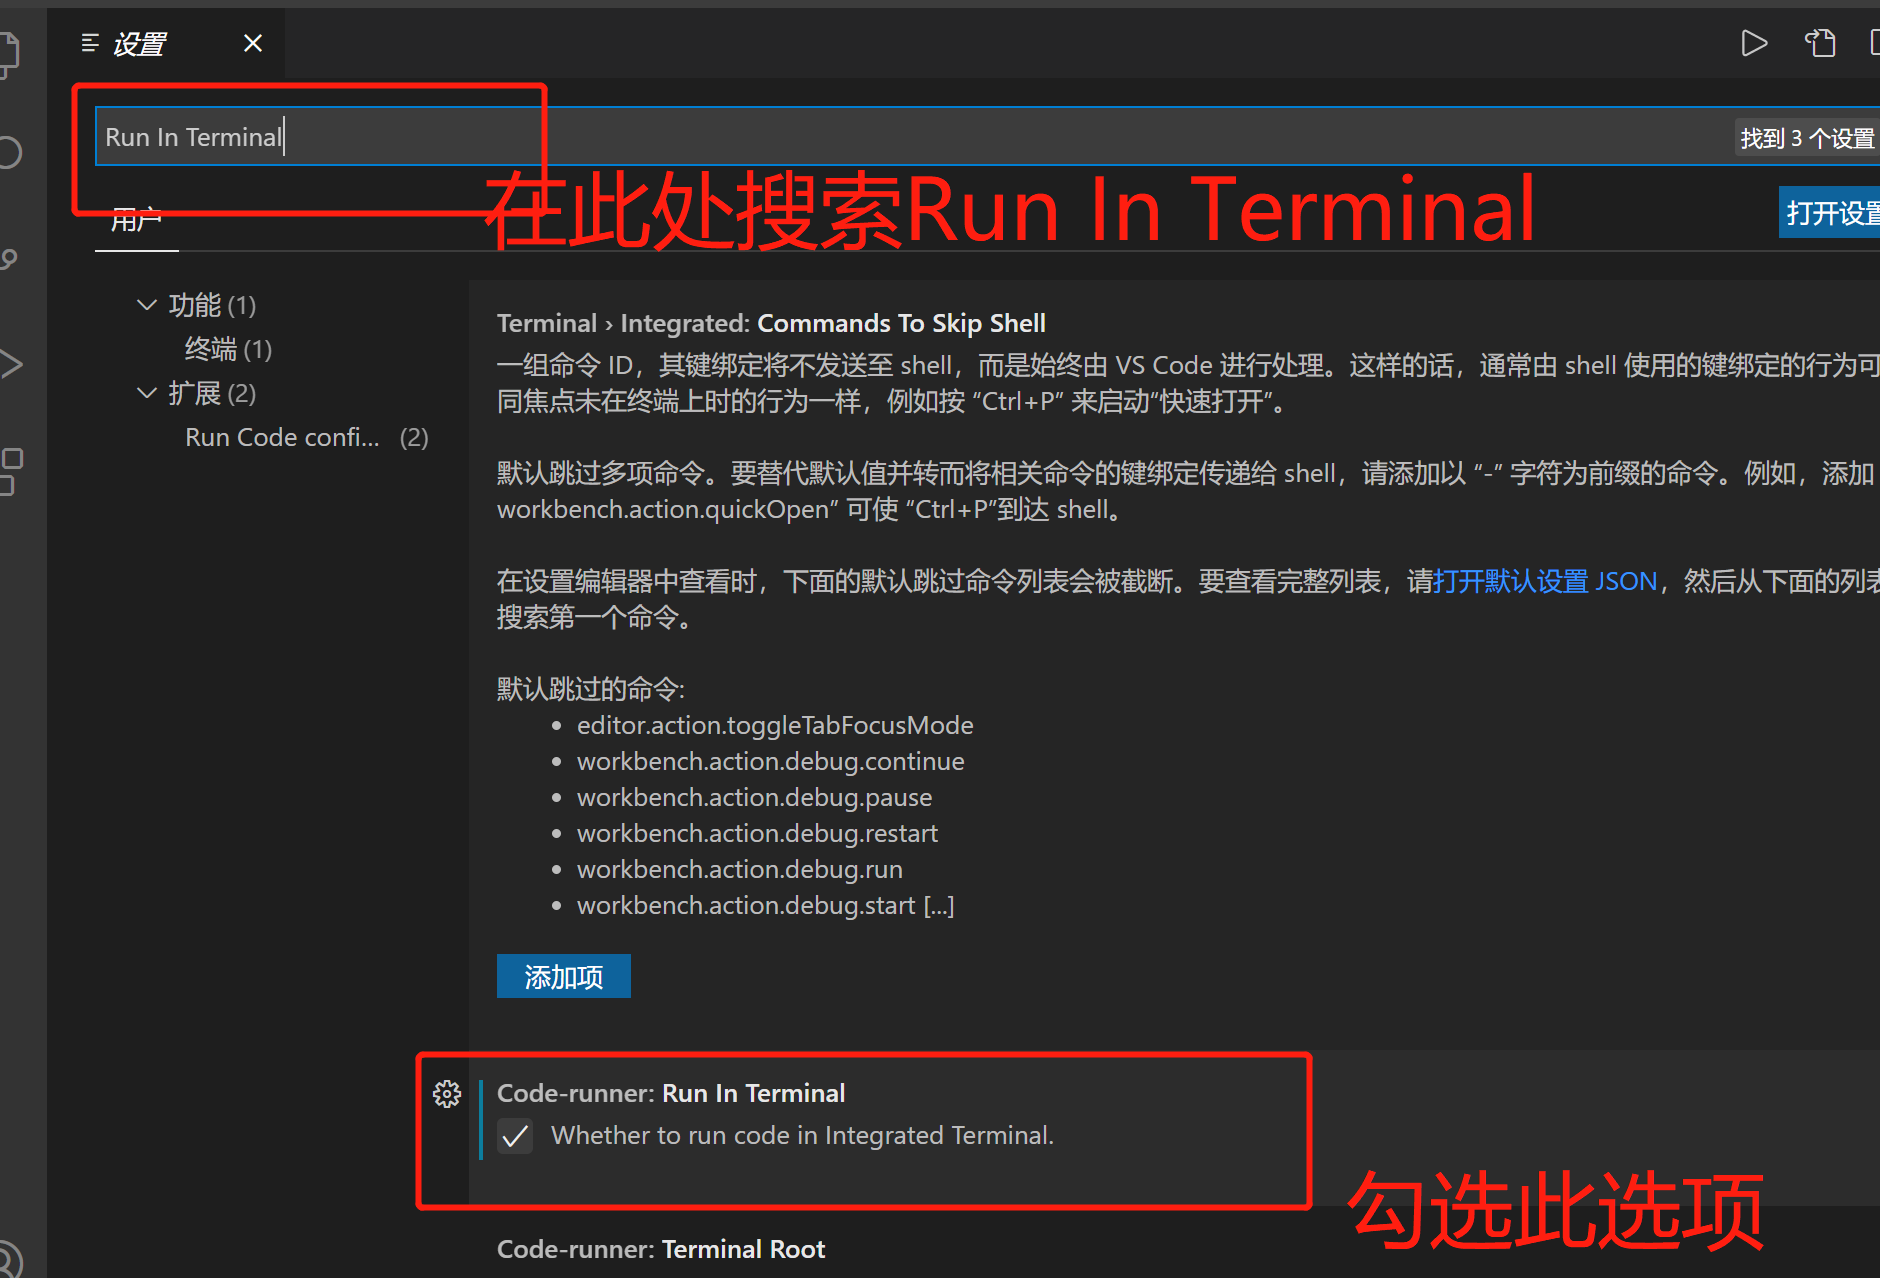 设置
Run In Terminal
找到 3 个设置
在此处搜索Run In Terminal
用户
打开设置
功能 (1)
终端 (1)
扩展 (2)
Run Code confi... (2)
Terminal › Integrated: Commands To Skip Shell
一组命令 ID，其键绑定将不发送至 shell，而是始终由 VS Code 进行处理。这样的话，通常由 shell 使用的键绑定的行为可
同焦点未在终端上时的行为一样，例如按 “Ctrl+P” 来启动“快速打开”。
默认跳过多项命令。要替代默认值并转而将相关命令的键绑定传递给 shell，请添加以 “-” 字符为前缀的命令。例如，添加
workbench.action.quickOpen” 可使 “Ctrl+P”到达 shell。
在设置编辑器中查看时，下面的默认跳过命令列表会被截断。要查看完整列表，请打开默认设置 JSON，然后从下面的列表
搜索第一个命令。
默认跳过的命令:
• editor.action.toggleTabFocusMode
• workbench.action.debug.continue
• workbench.action.debug.pause
• workbench.action.debug.restart
• workbench.action.debug.run
• workbench.action.debug.start [...]
添加项
Code-runner: Run In Terminal
Whether to run code in Integrated Terminal.
勾选此选项
Code-runner: Terminal Root